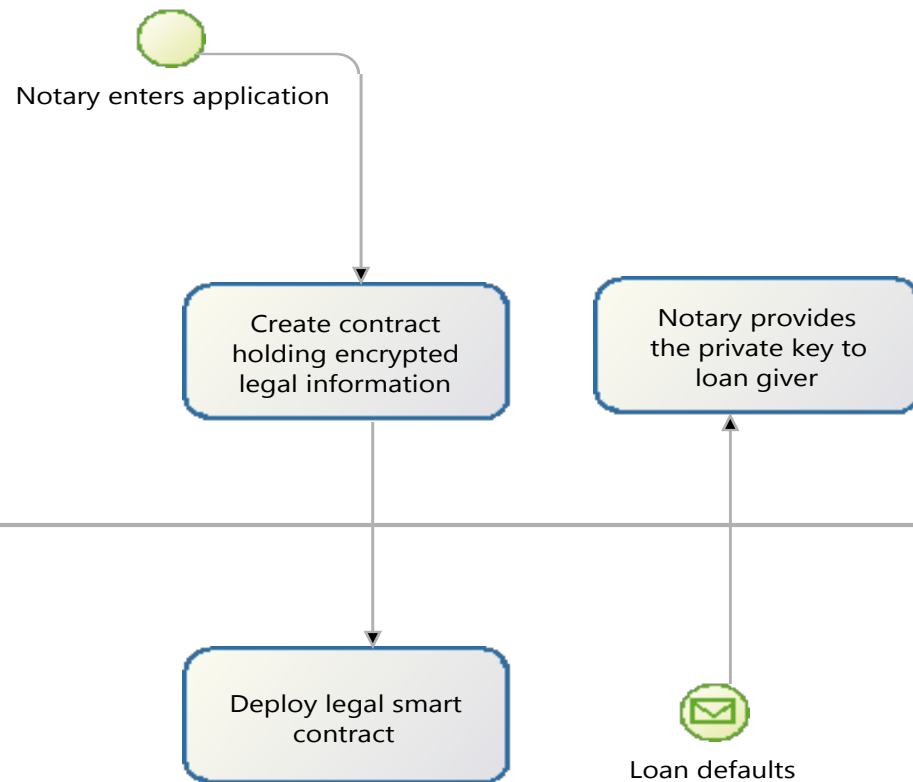 Notary enters application
Create contract
holding encrypted
legal information
Notary provides
the private key to
loan giver
Deploy legal smart
contract
Loan defaults